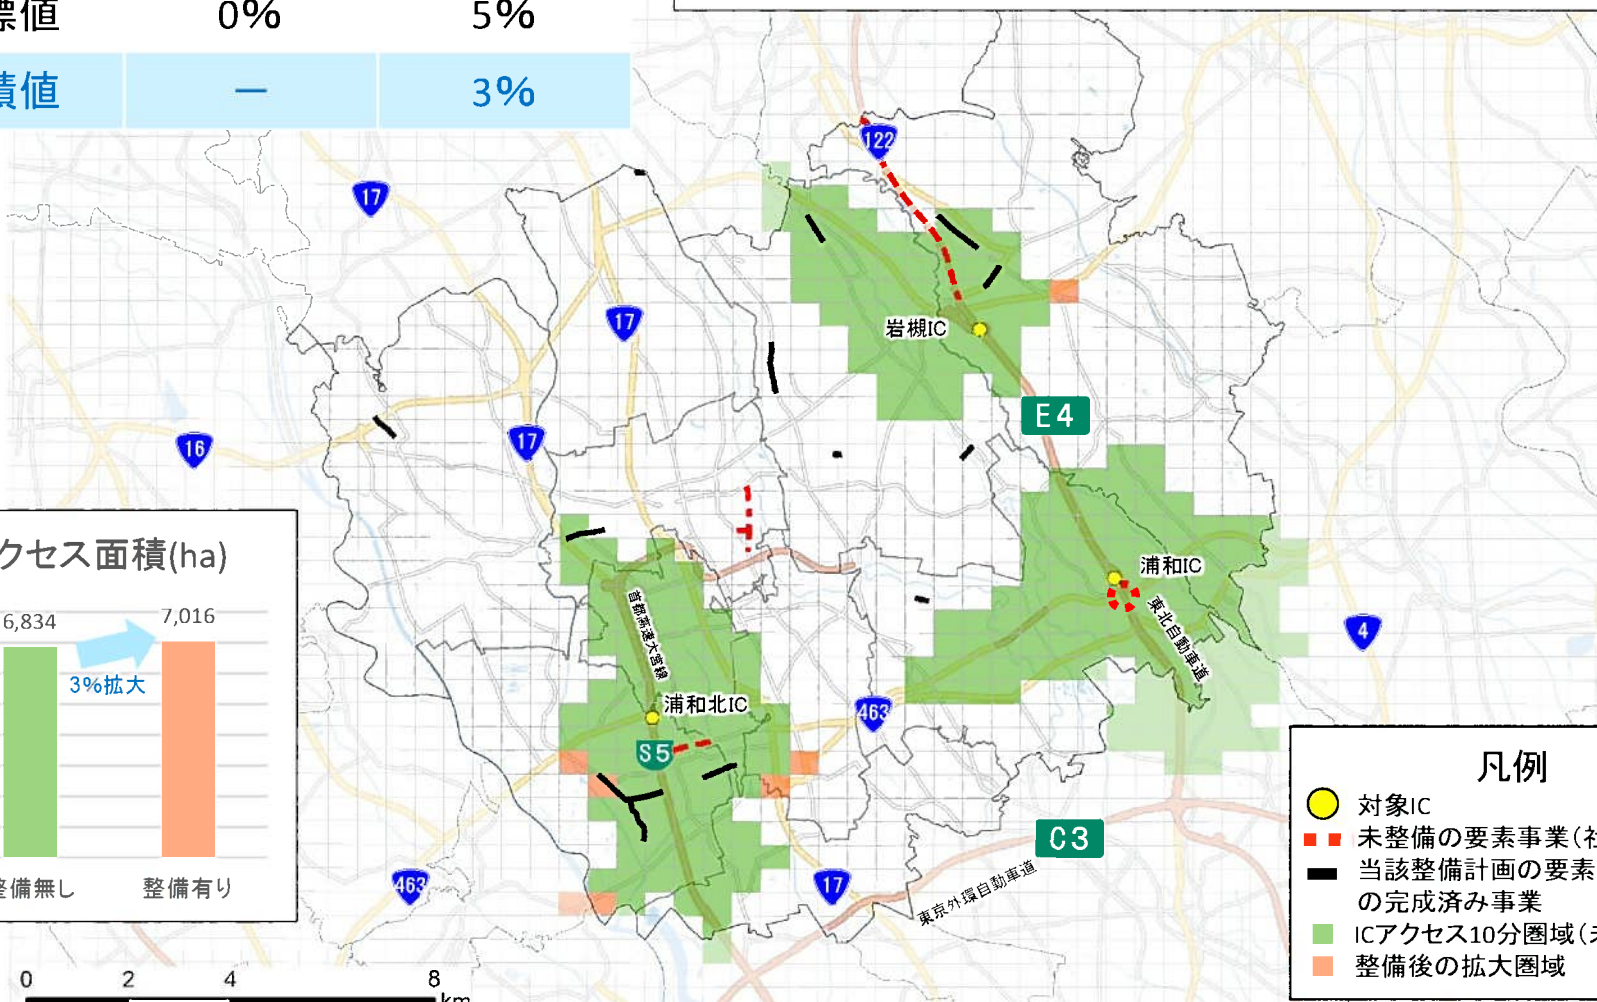 標値 0% 5%
績値 － 3%
122
17
17
岩槻IC
E4
16
17
クセス面積(ha)
6,834 7,016
3%拡大
整備無し 整備有り
浦和IC
東北自動車道
首都高速大宮線
4
浦和北IC
463
S5
C3
463
17
東京外環自動車道
凡例
対象IC
未整備の要素事業(社
当該整備計画の要素
の完成済み事業
ICアクセス10分圏域(未
整備後の拡大圏域
0 2 4 8
km